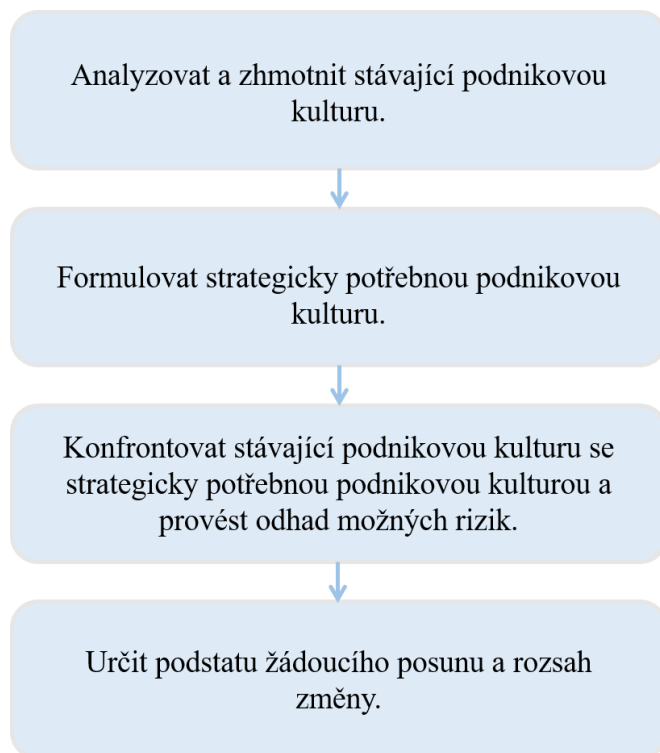 Analyzovat a zhmotnit stávající podnikovou
kulturu.
Formulovat strategicky potřebnou podnikovou
kulturu.
Konfrontovat stávající podnikovou kulturu se
strategicky potřebnou podnikovou kulturou a
provést odhad možných rizik.
Určit podstatu žádoucího posunu a rozsah
změny.